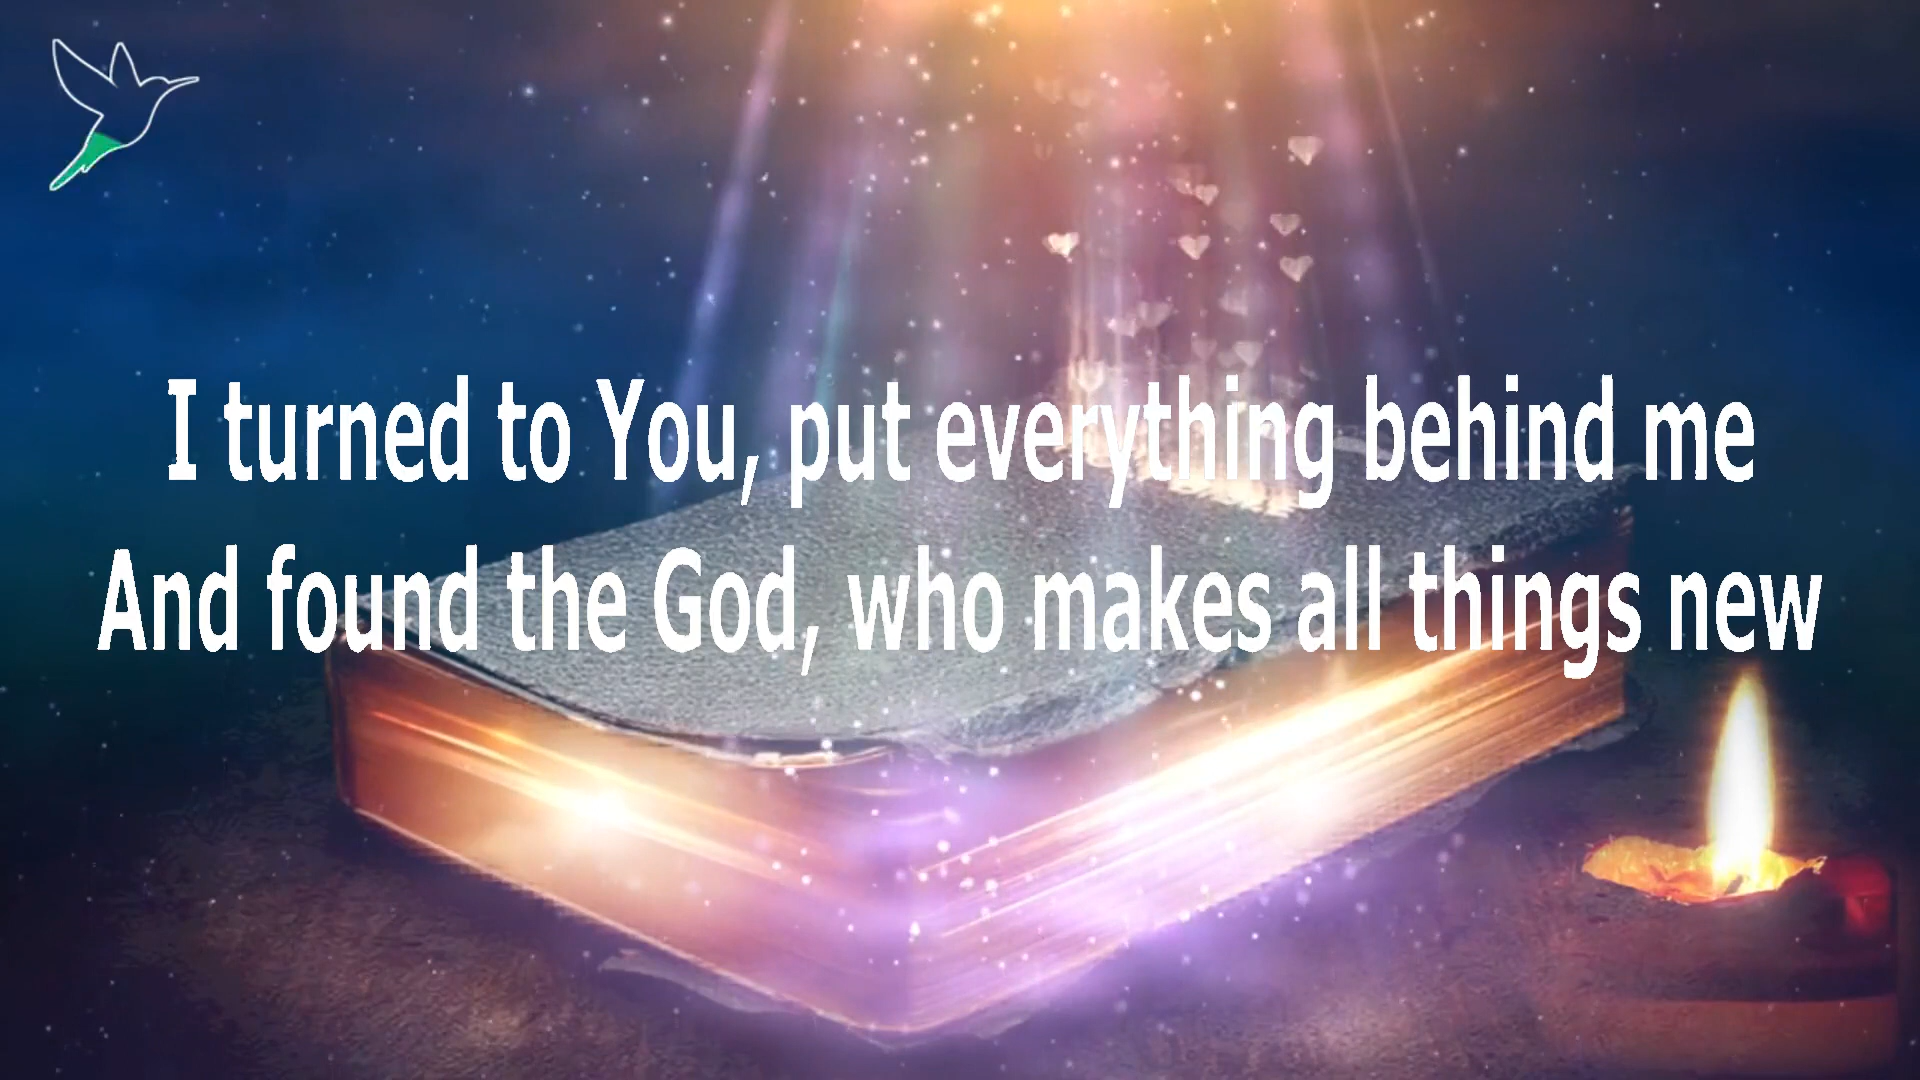 I turned to You, put everything behind me
And found the God, who makes all things new